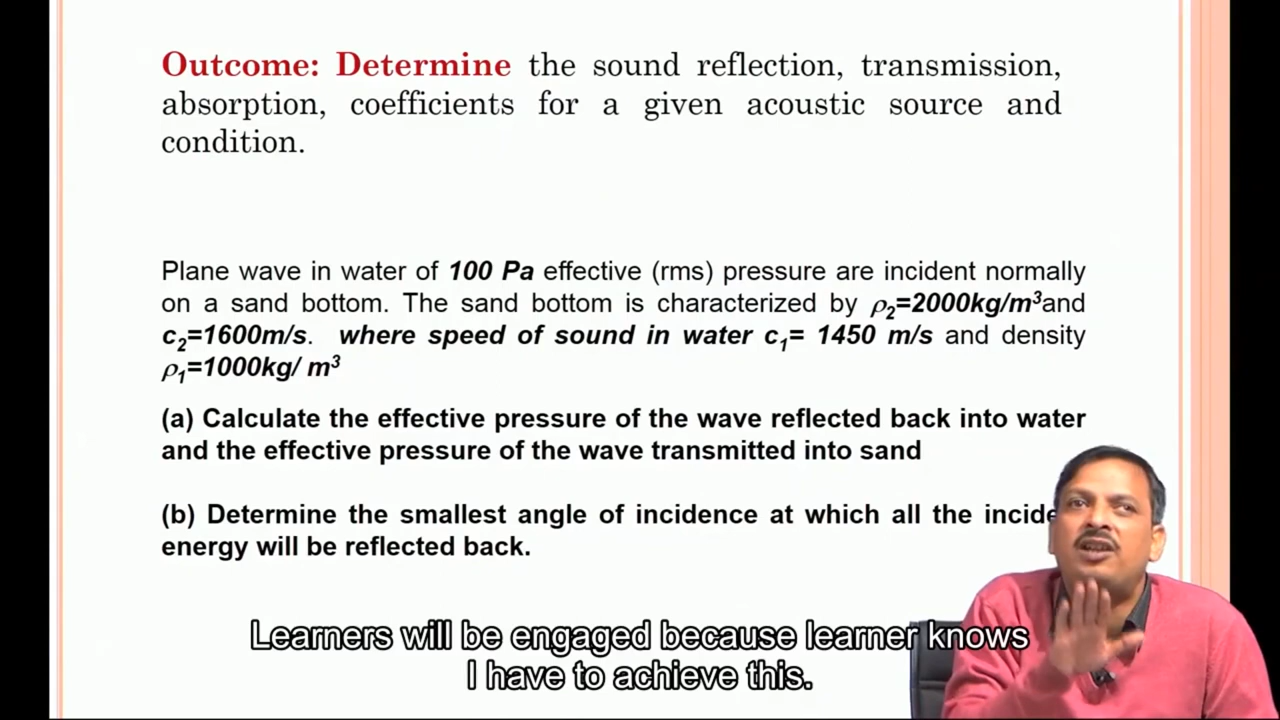 Outcome: Determine the sound reflection, transmission,
absorption, coefficients for a given acoustic source and
condition.
Plane wave in water of 100 Pa effective (rms) pressure are incident normally
on a sand bottom. The sand bottom is characterized by ρ₂=2000kg/m³and
c₂=1600m/s. where speed of sound in water c₁= 1450 m/s and density
ρ₁=1000kg/ m³
(a) Calculate the effective pressure of the wave reflected back into water
and the effective pressure of the wave transmitted into sand
(b) Determine the smallest angle of incidence at which all the
energy will be reflected back.
Learners will be engaged because learner knows
I have to achieve this.